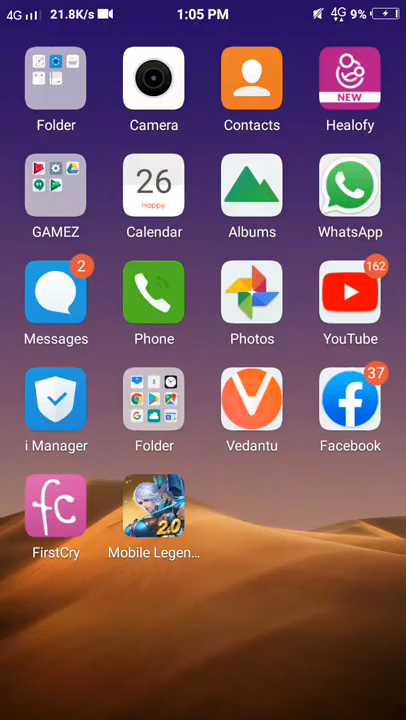 4G 21.8K/s 1:05 PM 4G 9%
NEW
Folder Camera Contacts Healofy
26
Happy
GAMEZ Calendar Albums WhatsApp
2 162
Messages Phone Photos YouTube
37
i Manager Folder Vedantu Facebook
fc 2.0
FirstCry Mobile Legen...